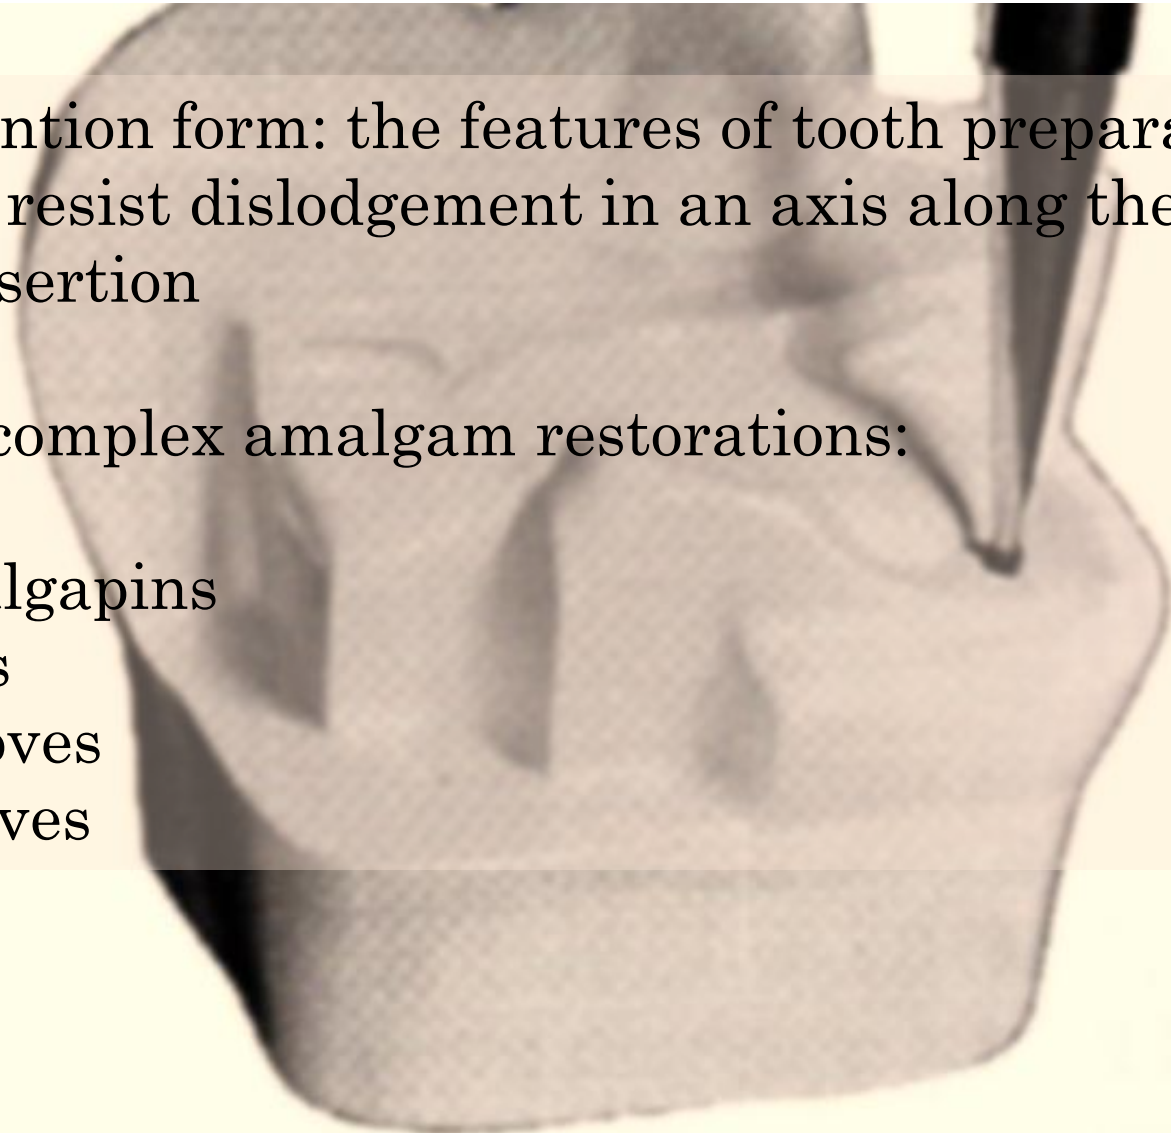 ntion form: the features of tooth prepara
resist dislodgement in an axis along the
sertion
complex amalgam restorations:
lgapins
s
oves
ves